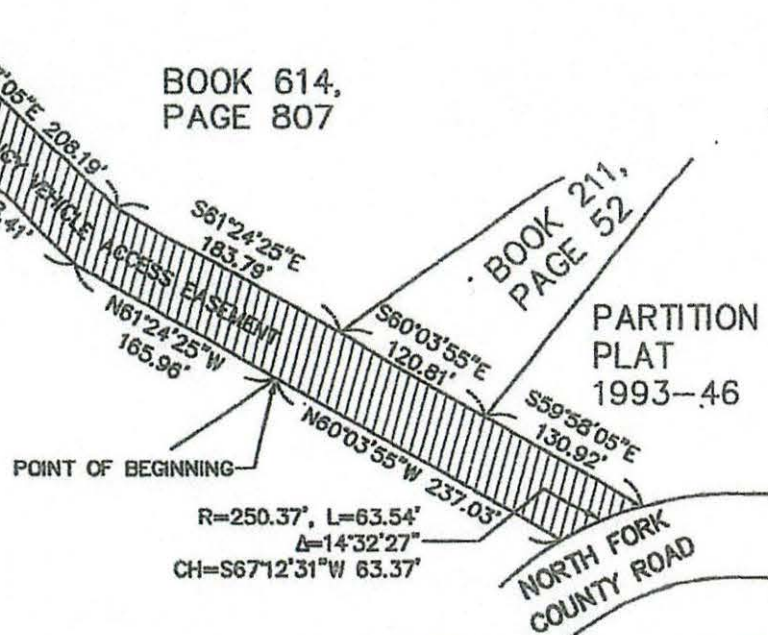 BOOK 614,
PAGE 807
'05"E 208.19'
VEHICLE ACCESS EASEMENT
.41'
S61°24'25"E
183.79'
N61°24'25"W
165.96'
BOOK 211,
PAGE 52
S60°03'55"E
120.81'
PARTITION
PLAT
1993-46
S59°58'05"E
130.92'
POINT OF BEGINNING
N60°03'55"W 237.03'
R=250.37', L=63.54'
Δ=14°32'27"
CH=S67°12'31"W 63.37'
NORTH FORK
COUNTY ROAD